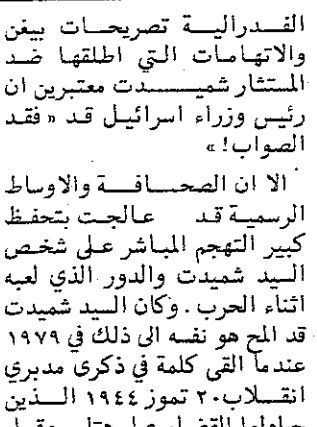 الفدرالية تصريحات بيغن
والاتهامات التي اطلقها ضد
المستثار شميدت معتبرين ان
رئيس وزراء اسرائيل قد « فقد
الصواب! »
الا ان الصحافة والاوساط
الرسمية قد عالجت بتحفظ
كبير التهجم المباشر على شخص
السيد شميدت والدور الذي لعبه
اثناء الحرب . وكان السيد شميدت
قد المح هو نفسه الى ذلك في ١٩٧٩
عندما القى كلمة في ذكرى مدبري
انقلاب ٢٠ تموز ١٩٤٤ الذين